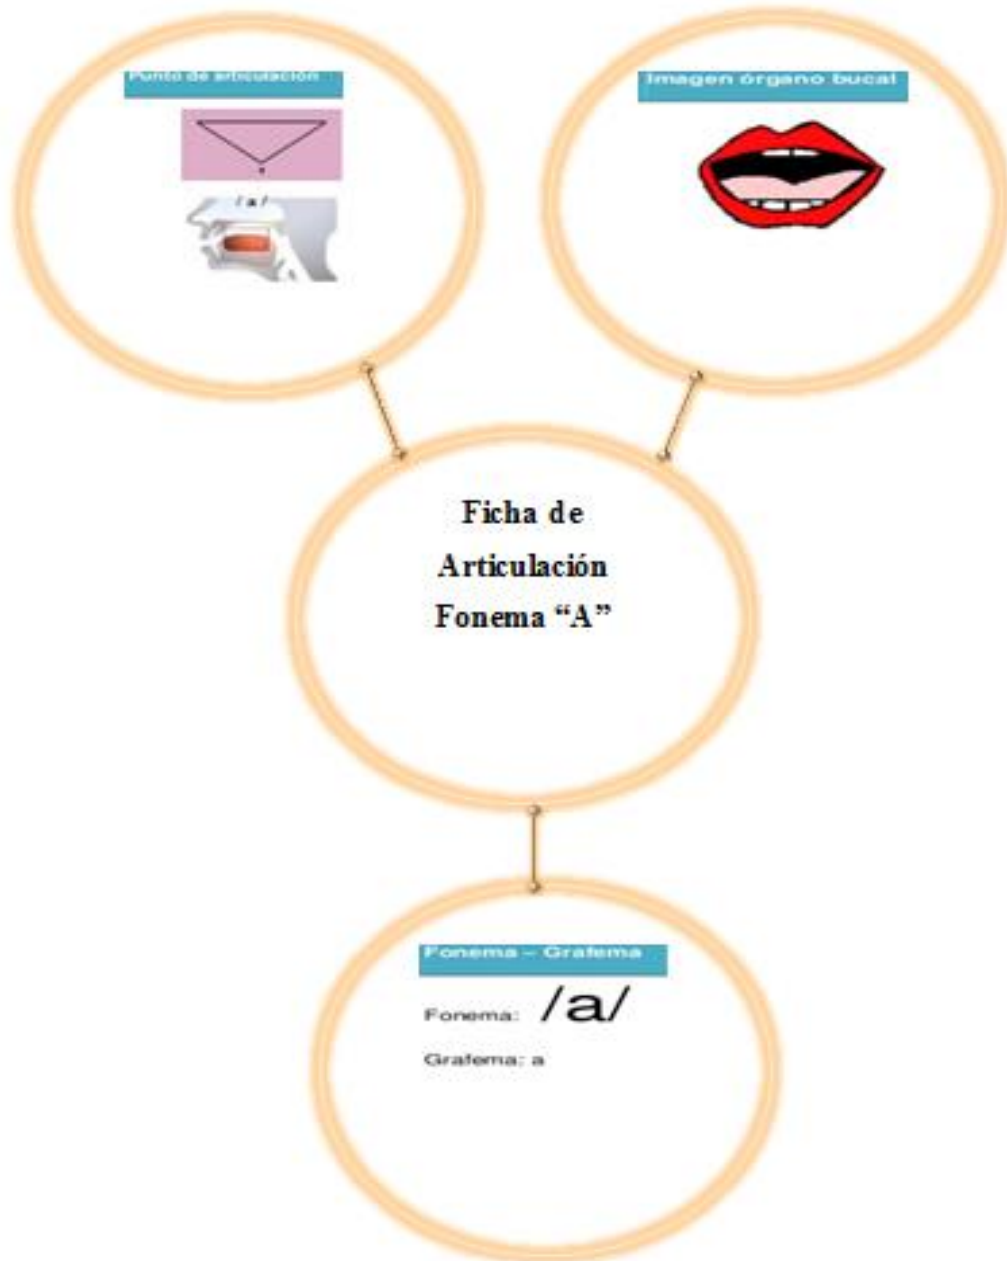 Punto de articulación
/ a /
Imagen órgano bucal
Ficha de
Articulación
Fonema “A”
Fonema – Grafema
Fonema: /a/
Grafema: a